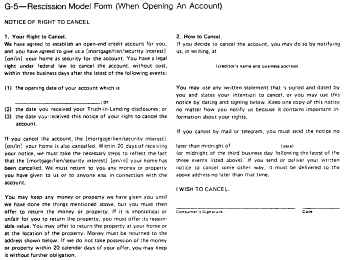 G-5—Rescission Model Form (When Opening An Account)
NOTICE OF RIGHT TO CANCEL
1. Your Right to Cancel.
We have agreed to establish an open-end credit account for you,
and you have agreed to give us a [mortgage/lien/security interest]
[on/in] your home as security for the account. You have a legal
right under federal law to cancel the account, without cost,
within three business days after the latest of the following events:
(1) the opening date of your account which is
; or
(2) the date you received your Truth-in-Lending disclosures; or
(3) the date you received this notice of your right to cancel the
account.
If you cancel the account, the [mortgage/lien/security interest]
[on/in] your home is also cancelled. Within 20 days of receiving
your notice, we must take the necessary steps to reflect the fact
that the [mortgage/lien/security interest] [on/in] your home has
been cancelled. We must return to you any money or property
you have given to us or to anyone else in connection with the
account.
You may keep any money or property we have given you until
we have done the things mentioned above, but you must then
offer to return the money or property. If it is impractical or
unfair for you to return the property, you must offer its reason-
able value. You may offer to return the property at your home or
at the location of the property. Money must be returned to the
address shown below. If we do not take possession of the money
or property within 20 calendar days of your offer, you may keep
it without further obligation.
2. How to Cancel.
If you decide to cancel the account, you may do so by notifying
us, in writing, at
(creditor's name and business address).
You may use any written statement that is signed and dated by
you and states your intention to cancel, or you may use this
notice by dating and signing below. Keep one copy of this notice
no matter how you notify us because it contains important in-
formation about your rights.
If you cancel by mail or telegram, you must send the notice no
later than midnight of (date)
(or midnight of the third business day following the latest of the
three events listed above). If you send or deliver your written
notice to cancel some other way, it must be delivered to the
above address no later than that time.
I WISH TO CANCEL.
Consumer's Signature Date